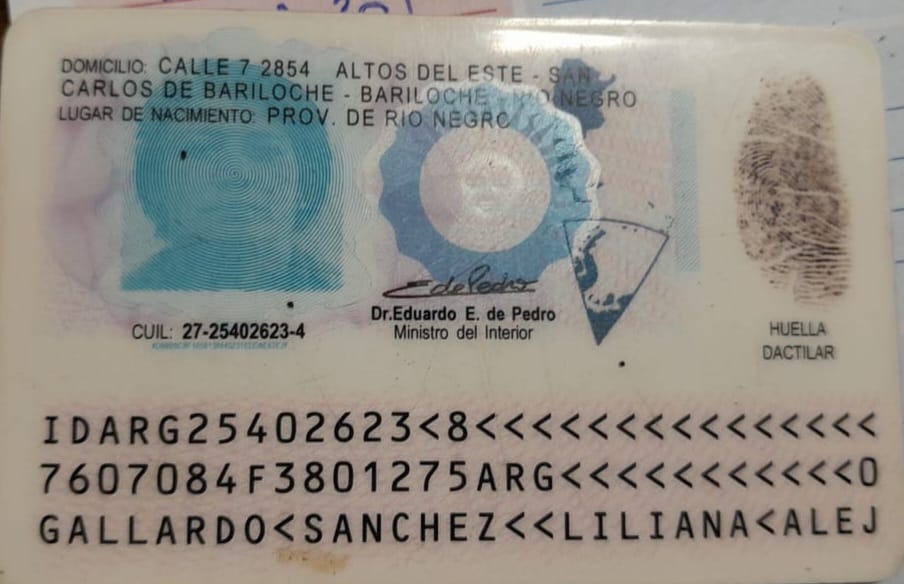 DOMICILIO: CALLE 7 2854 ALTOS DEL ESTE - SAN
CARLOS DE BARILOCHE - BARILOCHE - RIO NEGRO
LUGAR DE NACIMIENTO: PROV. DE RIO NEGRO
EdePedro
Dr.Eduardo E. de Pedro
Ministro del Interior
CUIL: 27-25402623-4
HUELLA
DACTILAR
IDARG25402623<8<<<<<<<<<<<<<<<
7607084F3801275ARG<<<<<<<<<<<0
GALLARDO<SANCHEZ<<LILIANA<ALEJ